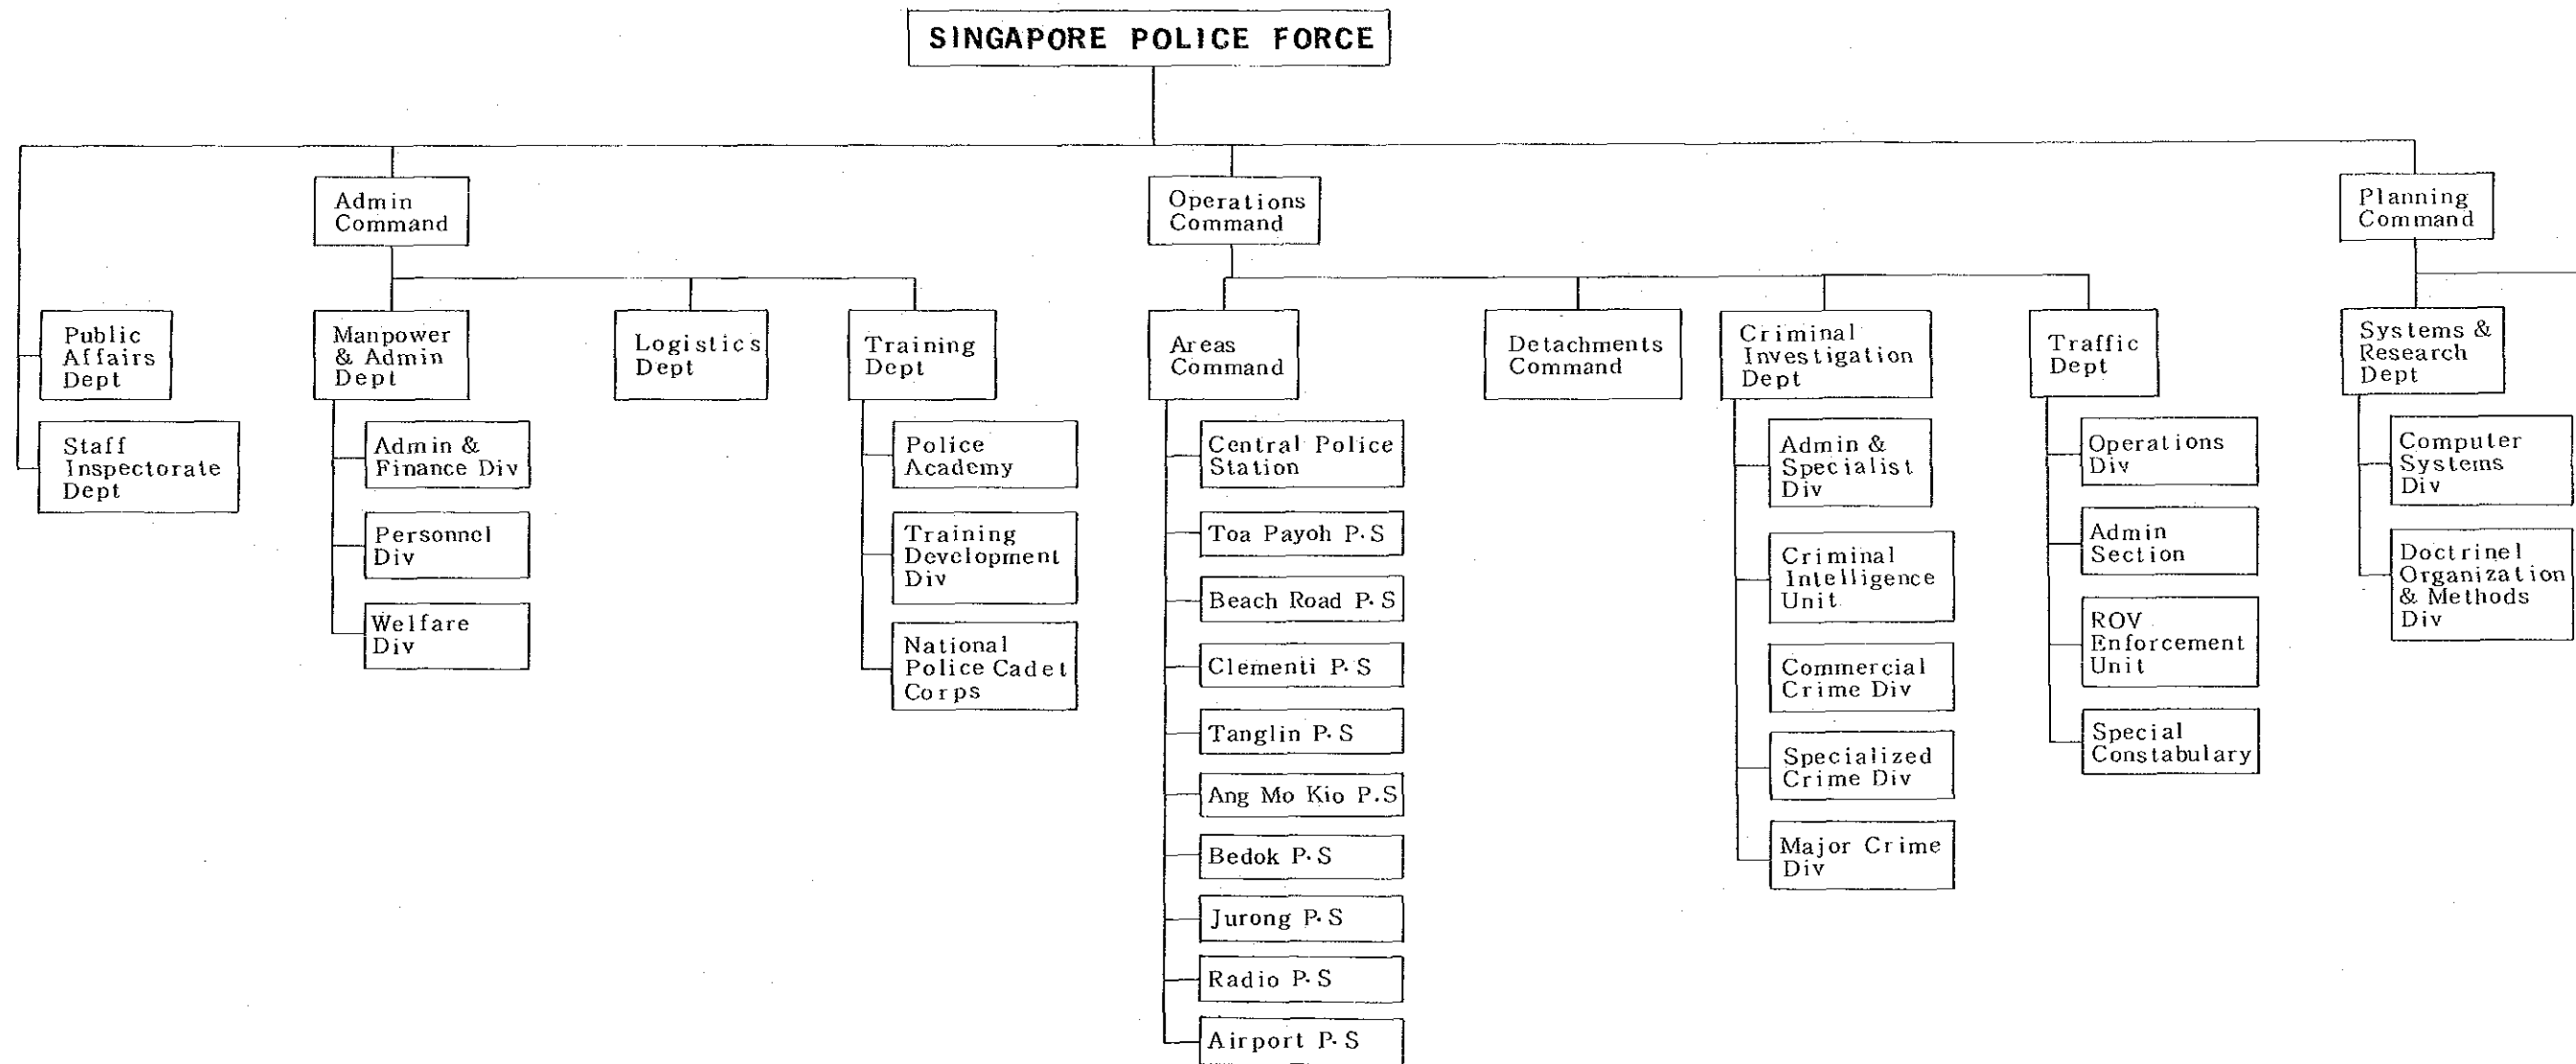 SINGAPORE POLICE FORCE
Admin
Command
Operations
Command
Planning
Command
Public
Affairs
Dept
Manpower
& Admin
Dept
Logistics
Dept
Training
Dept
Areas
Command
Detachments
Command
Criminal
Investigation
Dept
Traffic
Dept
Systems &
Research
Dept
Staff
Inspectorate
Dept
Admin &
Finance Div
Personnel
Div
Welfare
Div
Police
Academy
Training
Development
Div
National
Police Cadet
Corps
Central Police
Station
Toa Payoh P.S
Beach Road P.S
Clementi P.S
Tanglin P.S
Ang Mo Kio P.S
Bedok P.S
Jurong P.S
Radio P.S
Airport P.S
Admin &
Specialist
Div
Criminal
Intelligence
Unit
Commercial
Crime Div
Specialized
Crime Div
Major Crime
Div
Operations
Div
Admin
Section
ROV
Enforcement
Unit
Special
Constabulary
Computer
Systems
Div
Doctrinel
Organization
& Methods
Div